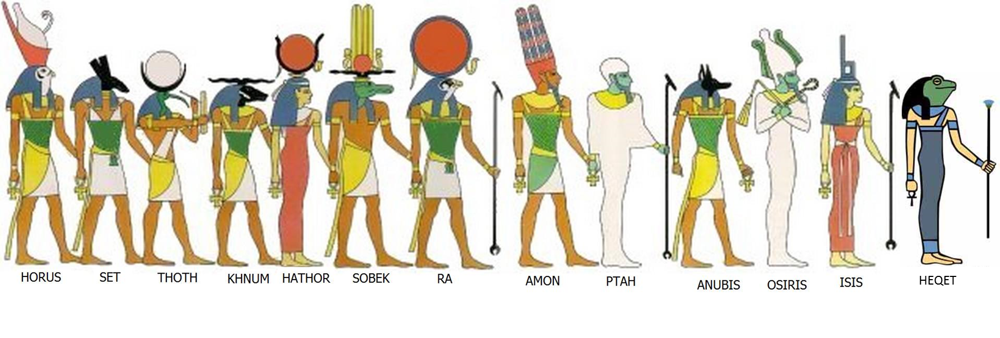 HORUS
SET
THOTH
KHNUM
HATHOR
SOBEK
RA
AMON
PTAH
ANUBIS
OSIRIS
ISIS
HEQET